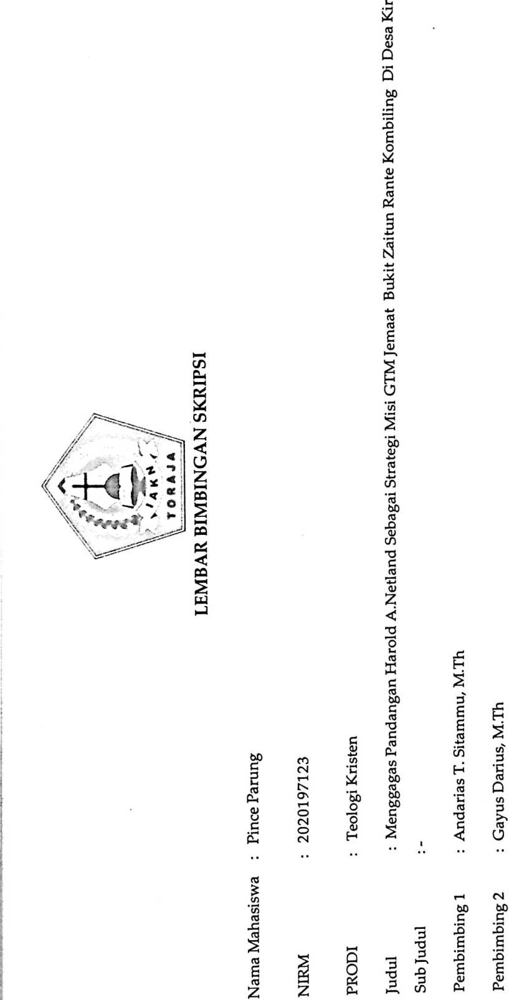 IAKN
TORAJA
LEMBAR BIMBINGAN SKRIPSI
Nama Mahasiswa : Pince Parung
NIRM : 2020197123
PRODI : Teologi Kristen
Judul : Menggagas Pandangan Harold A.Netland Sebagai Strategi Misi GTM Jemaat Bukit Zaitun Rante Kombiling Di Desa Kir
Sub Judul : -
Pembimbing 1 : Andarias T. Sitammu, M.Th
Pembimbing 2 : Gayus Darius, M.Th